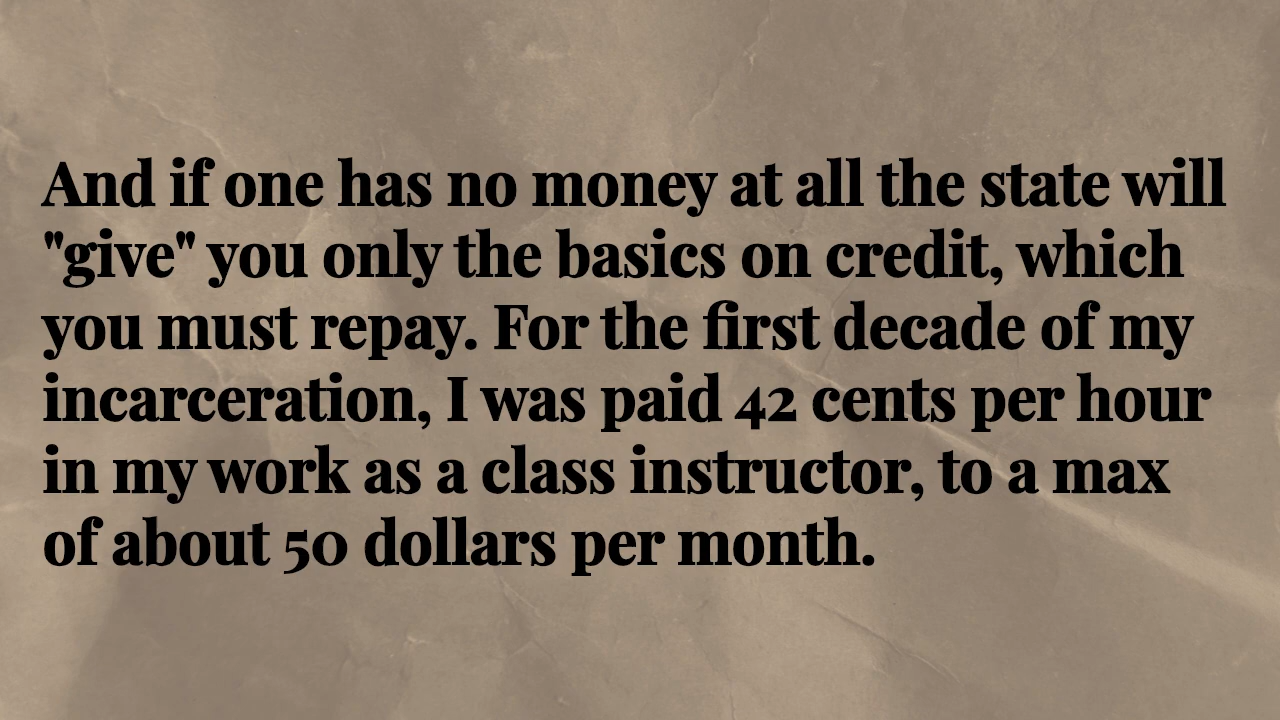 And if one has no money at all the state will
"give" you only the basics on credit, which
you must repay. For the first decade of my
incarceration, I was paid 42 cents per hour
in my work as a class instructor, to a max
of about 50 dollars per month.